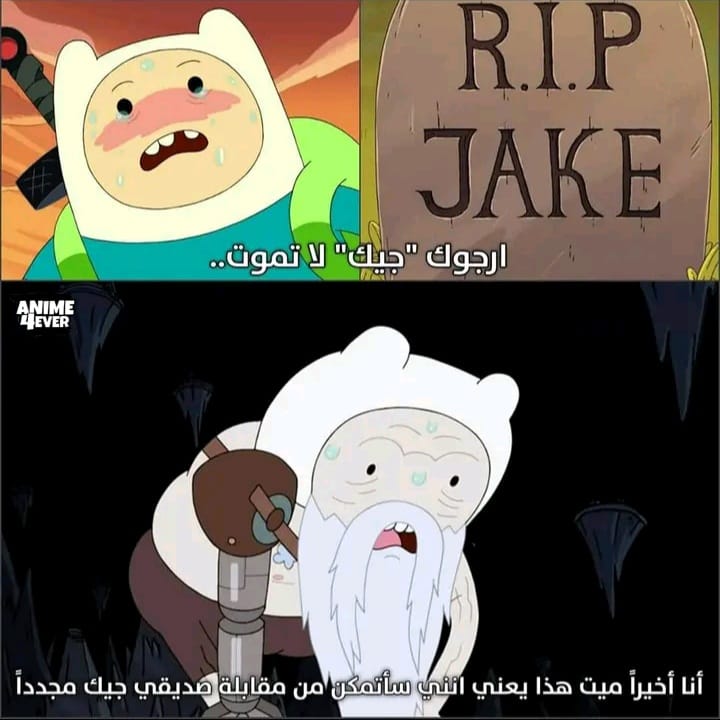 R.I.P
JAKE
ارجوك "جيك" لا تموت..
ANIME
4EVER
أنا أخيراً ميت هذا يعني انني سأتمكن من مقابلة صديقي جيك مجدداً